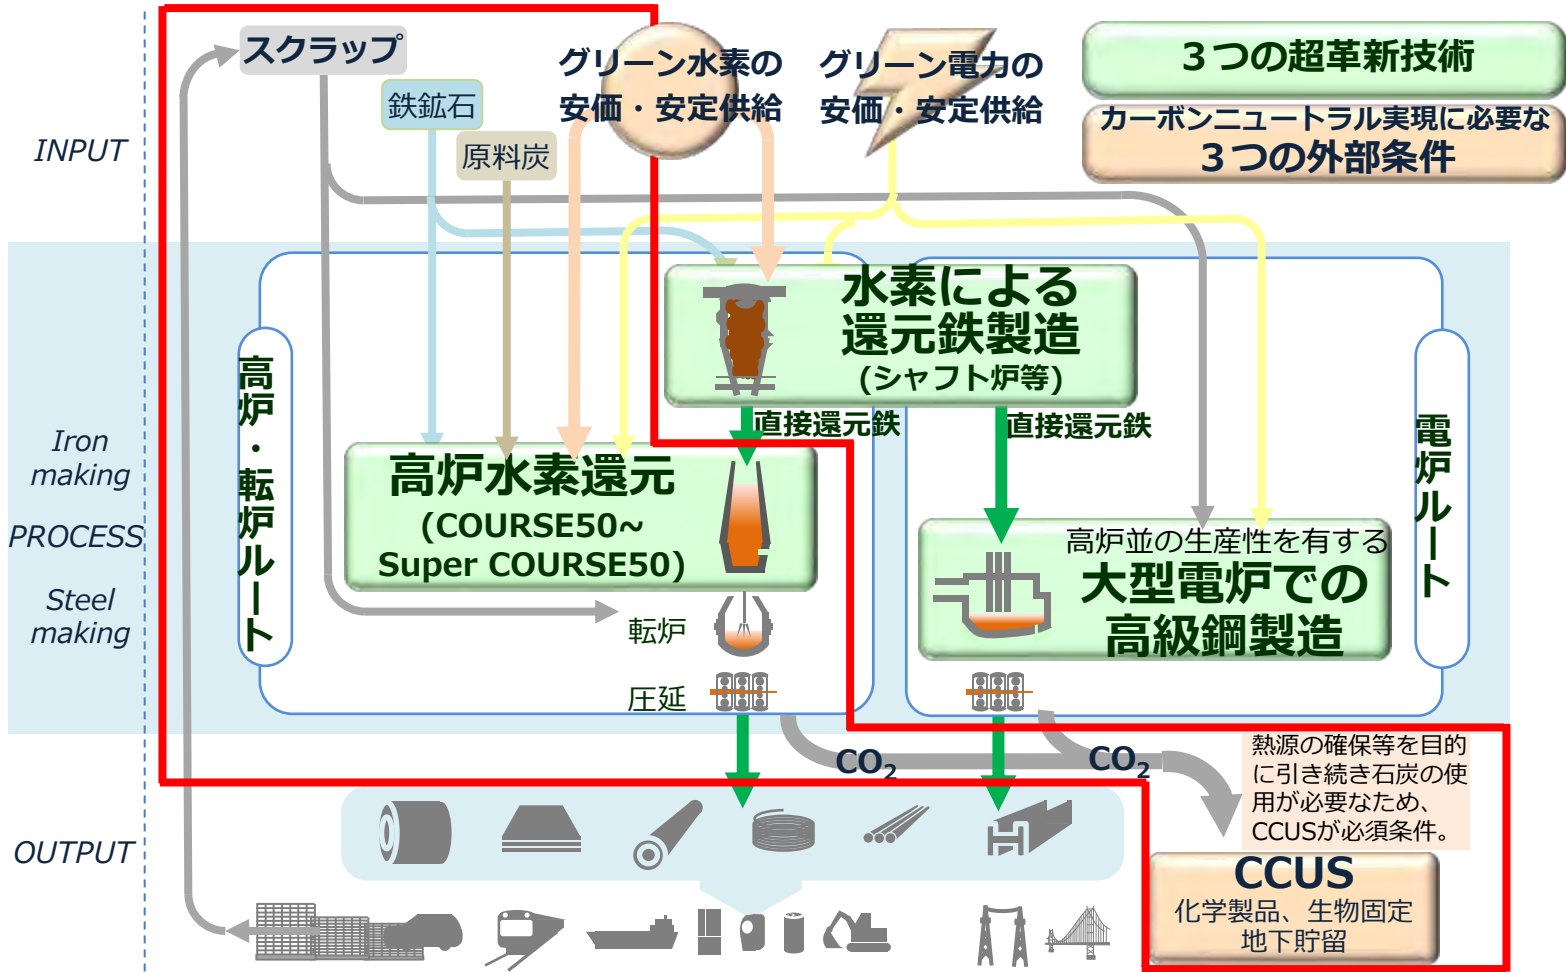 スクラップ
鉄鉱石
原料炭
グリーン水素の
安価・安定供給
グリーン電力の
安価・安定供給
３つの超革新技術
カーボンニュートラル実現に必要な
３つの外部条件
INPUT
水素による
還元鉄製造
(シャフト炉等)
直接還元鉄
直接還元鉄
高炉・転炉ルート
電炉ルート
Iron
making
PROCESS
Steel
making
高炉水素還元
(COURSE50~
Super COURSE50)
高炉並の生産性を有する
大型電炉での
高級鋼製造
転炉
圧延
CO2
CO2
熱源の確保等を目的
に引き続き石炭の使
用が必要なため、
CCUSが必須条件。
OUTPUT
CCUS
化学製品、生物固定
地下貯留